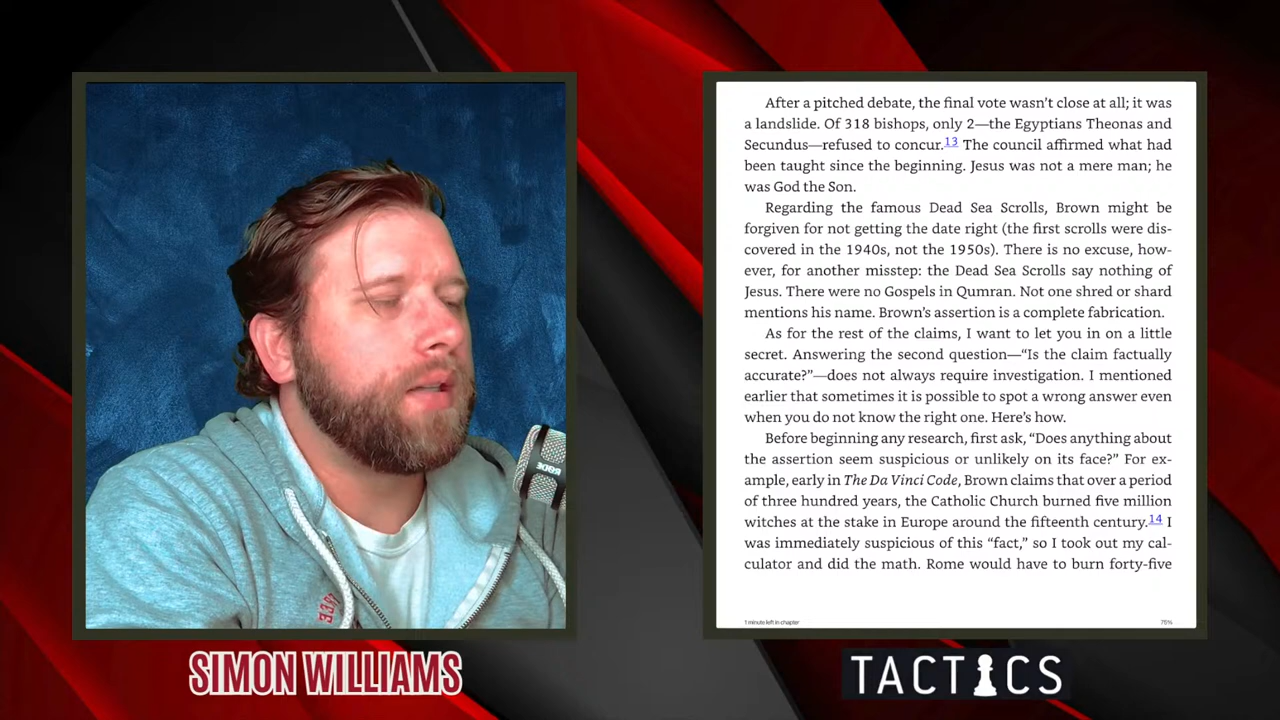 After a pitched debate, the final vote wasn't close at all; it was
a landslide. Of 318 bishops, only 2—the Egyptians Theonas and
Secundus—refused to concur.13 The council affirmed what had
been taught since the beginning. Jesus was not a mere man; he
was God the Son.
Regarding the famous Dead Sea Scrolls, Brown might be
forgiven for not getting the date right (the first scrolls were dis-
covered in the 1940s, not the 1950s). There is no excuse, how-
ever, for another misstep: the Dead Sea Scrolls say nothing of
Jesus. There were no Gospels in Qumran. Not one shred or shard
mentions his name. Brown's assertion is a complete fabrication.
As for the rest of the claims, I want to let you in on a little
secret. Answering the second question—“Is the claim factually
accurate?”—does not always require investigation. I mentioned
earlier that sometimes it is possible to spot a wrong answer even
when you do not know the right one. Here's how.
Before beginning any research, first ask, “Does anything about
the assertion seem suspicious or unlikely on its face?” For ex-
ample, early in The Da Vinci Code, Brown claims that over a period
of three hundred years, the Catholic Church burned five million
witches at the stake in Europe around the fifteenth century.14 I
was immediately suspicious of this “fact,” so I took out my cal-
culator and did the math. Rome would have to burn forty-five
1 minute left in chapter
75%
RØDE
SIMON WILLIAMS
TACTICS